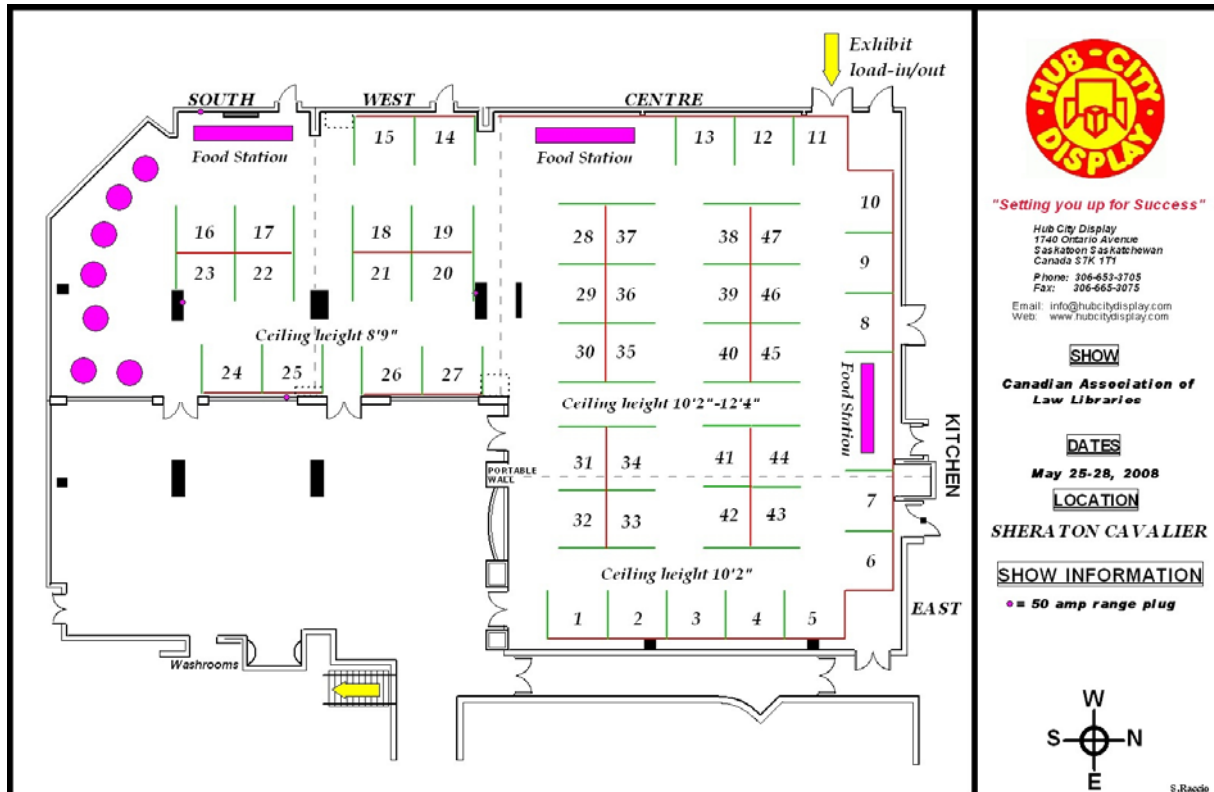 Exhibit
load-in/out
SOUTH
WEST
CENTRE
Food Station
Food Station
15 14
13 12 11
10
9
8
16 17
23 22
18 19
21 20
28 37
29 36
30 35
38 47
39 46
40 45
Ceiling height 8'9"
24 25
26 27
Food Station
Ceiling height 10'2"-12'4"
31 34
32 33
41 44
42 43
PORTABLE
WALL
KITCHEN
7
6
Ceiling height 10'2"
1 2 3 4 5
EAST
Washrooms
HUB-CITY
DISPLAY
"Setting you up for Success"
Hub City Display
1740 Ontario Avenue
Saskatoon Saskatchewan
Canada S7K 1T1
Phone: 306-653-3705
Fax: 306-665-3075
Email: info@hubcitydisplay.com
Web: www.hubcitydisplay.com
SHOW
Canadian Association of
Law Libraries
DATES
May 25-28, 2008
LOCATION
SHERATON CAVALIER
SHOW INFORMATION
= 50 amp range plug
W
S N
E
S.Raccio